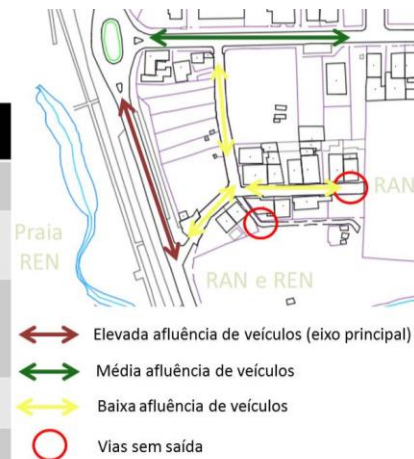 RAN
Praia
REN
RAN e REN
Elevada afluência de veículos (eixo principal)
Média afluência de veículos
Baixa afluência de veículos
Vias sem saída